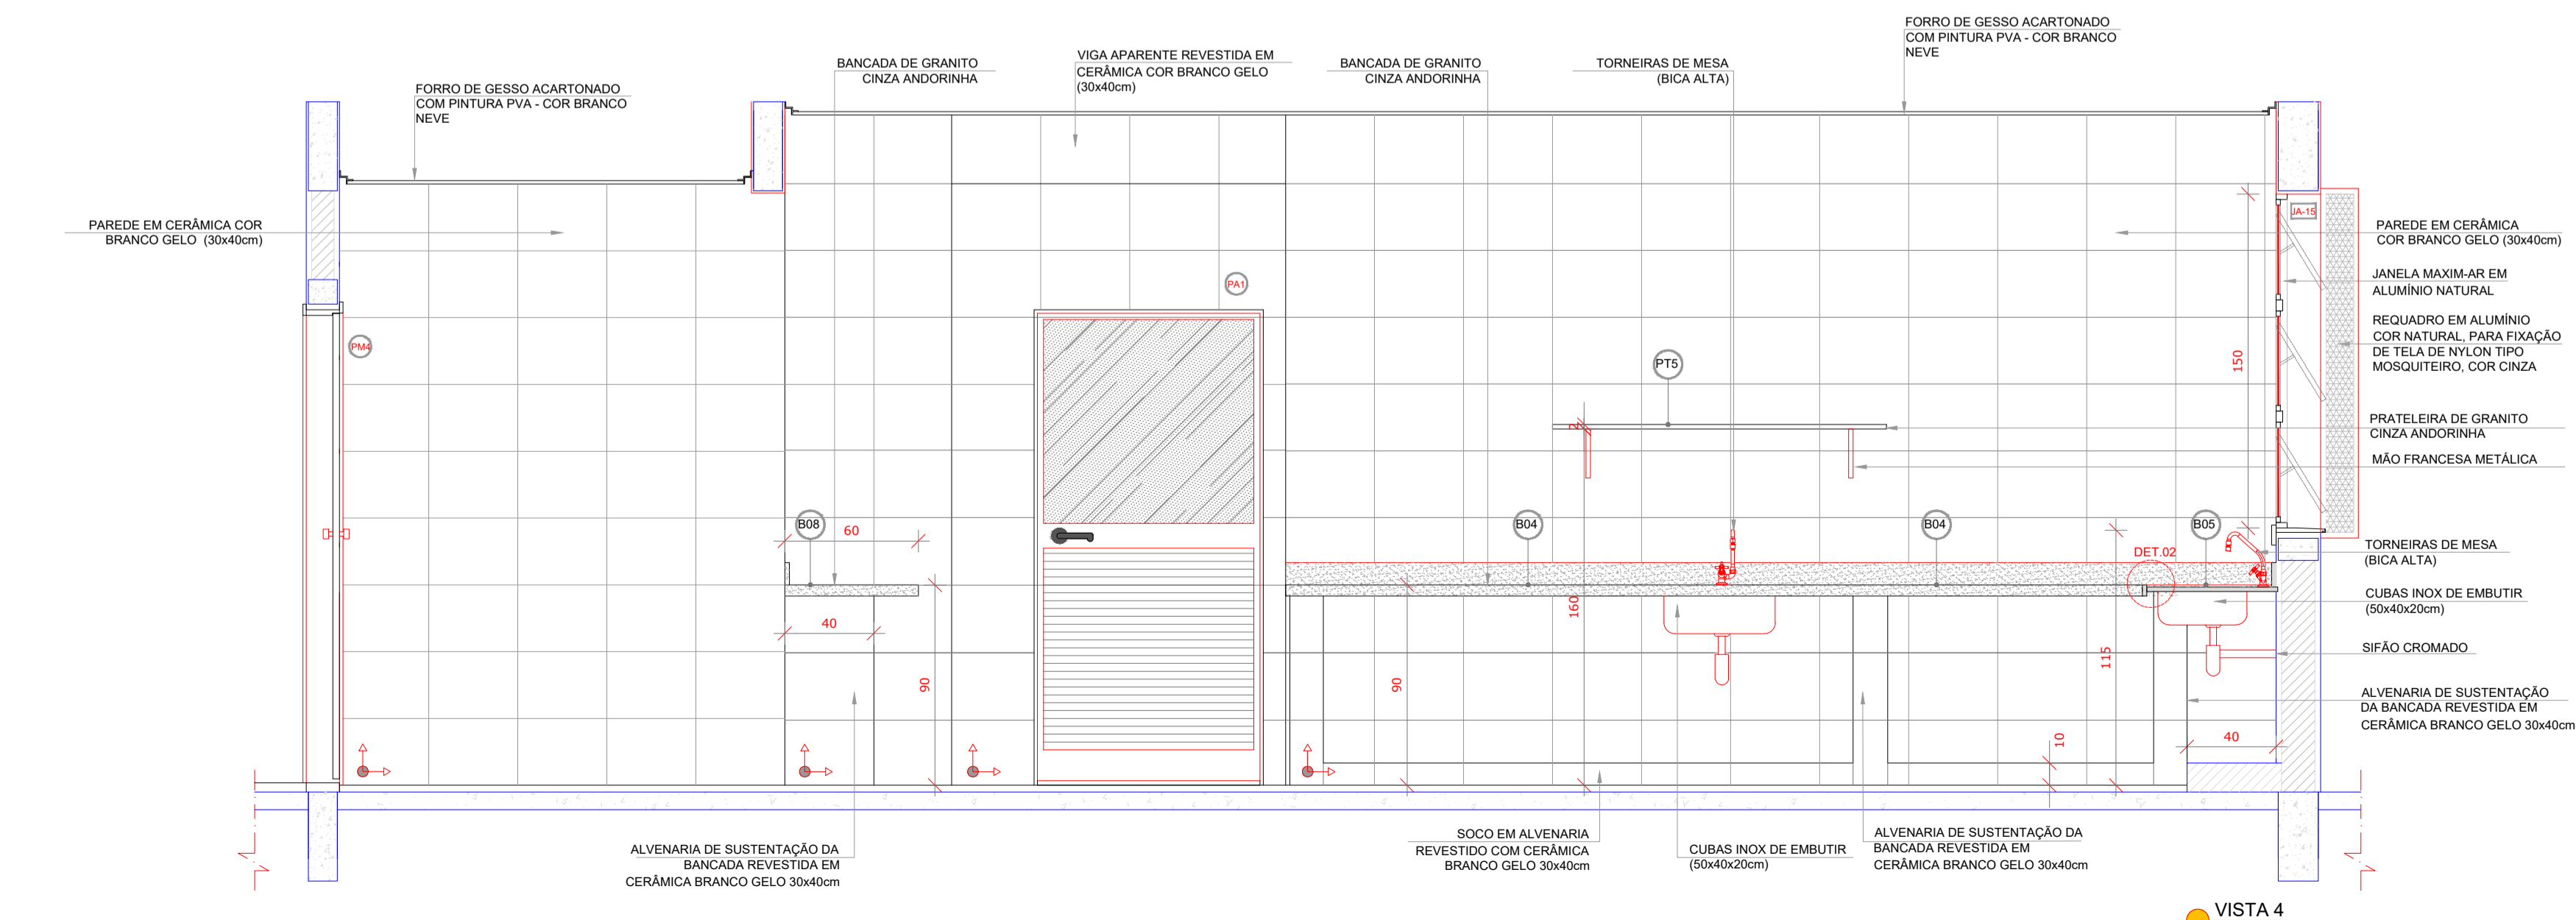 FORRO DE GESSO ACARTONADO
COM PINTURA PVA - COR BRANCO
NEVE
BANCADA DE GRANITO
CINZA ANDORINHA
VIGA APARENTE REVESTIDA EM
CERÂMICA COR BRANCO GELO
(30x40cm)
BANCADA DE GRANITO
CINZA ANDORINHA
TORNEIRAS DE MESA
(BICA ALTA)
FORRO DE GESSO ACARTONADO
COM PINTURA PVA - COR BRANCO
NEVE
PAREDE EM CERÂMICA COR
BRANCO GELO (30x40cm)
JA-15
PAREDE EM CERÂMICA
COR BRANCO GELO (30x40cm)
JANELA MAXIM-AR EM
ALUMÍNIO NATURAL
REQUADRO EM ALUMÍNIO
COR NATURAL, PARA FIXAÇÃO
DE TELA DE NYLON TIPO
MOSQUITEIRO, COR CINZA
PRATELEIRA DE GRANITO
CINZA ANDORINHA
MÃO FRANCESA METÁLICA
TORNEIRAS DE MESA
(BICA ALTA)
CUBAS INOX DE EMBUTIR
(50x40x20cm)
SIFÃO CROMADO
ALVENARIA DE SUSTENTAÇÃO
DA BANCADA REVESTIDA EM
CERÂMICA BRANCO GELO 30x40cm
PM4
PA1
PT5
150
2
B08
60
B04
B04
B05
DET.02
40
90
90
160
115
10
40
ALVENARIA DE SUSTENTAÇÃO DA
BANCADA REVESTIDA EM
CERÂMICA BRANCO GELO 30x40cm
SOCO EM ALVENARIA
REVESTIDO COM CERÂMICA
BRANCO GELO 30x40cm
CUBAS INOX DE EMBUTIR
(50x40x20cm)
ALVENARIA DE SUSTENTAÇÃO DA
BANCADA REVESTIDA EM
CERÂMICA BRANCO GELO 30x40cm
VISTA 4